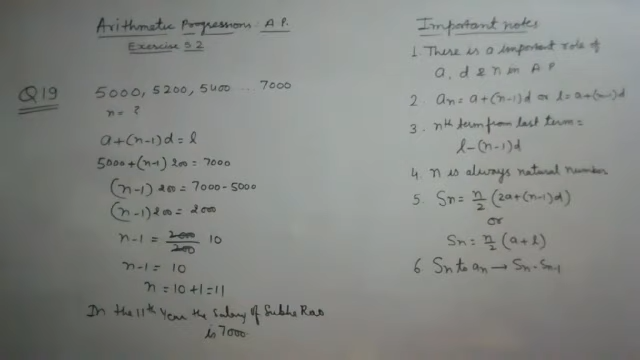 Arithmetic Progressions: A.P.
Exercise 5.2
Q19
5000, 5200, 5400 ... 7000
n = ?
a+(n-1)d = l
5000+(n-1) 200 = 7000
(n-1) 200 = 7000-5000
(n-1) 200 = 2000
n-1 = 2000/200 10
n-1 = 10
n = 10+1 = 11
In the 11th Year the Salary of Subba Rao
is 7000
Important notes
1. There is a important role of
a, d & n in A P
2. an = a+(n-1)d or l = a+(n-1)d
3. nth term from last term =
l-(n-1)d
4. n is always natural number
5. Sn = n/2 (2a+(n-1)d)
or
Sn = n/2 (a+l)
6 Sn to an → Sn-Sn-1